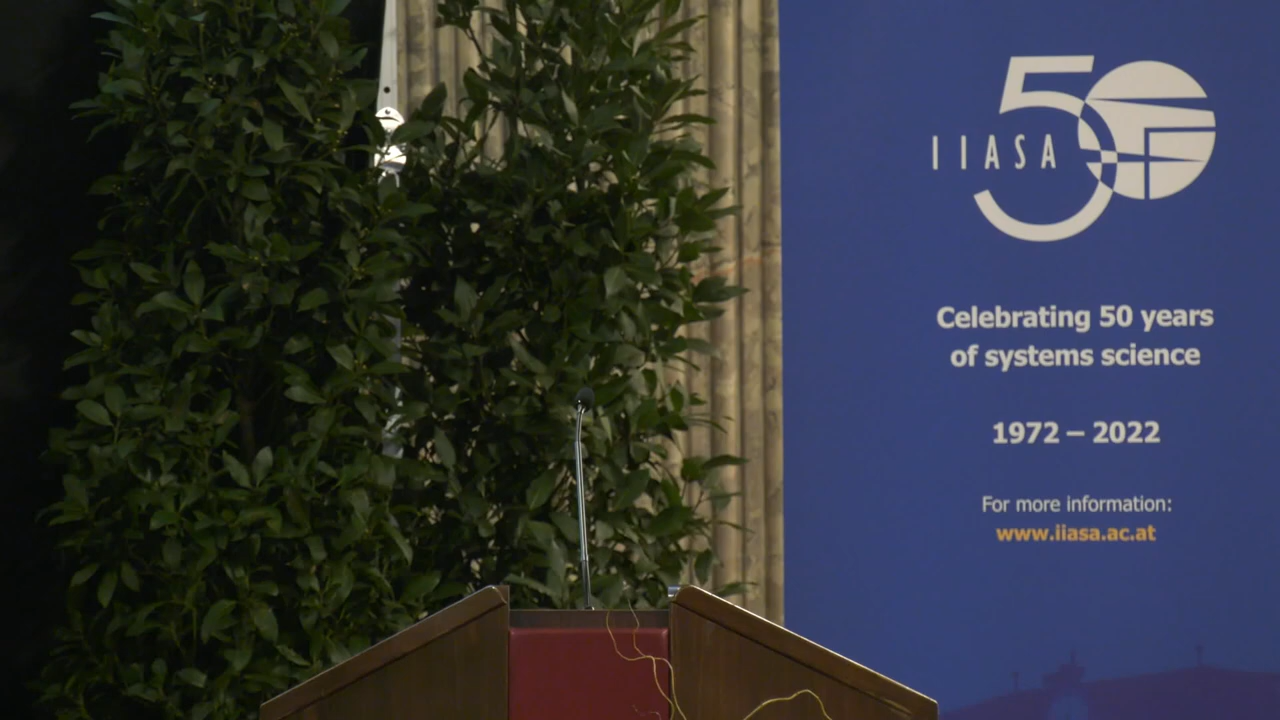 50
IIASA
Celebrating 50 years
of systems science
1972 – 2022
For more information:
www.iiasa.ac.at